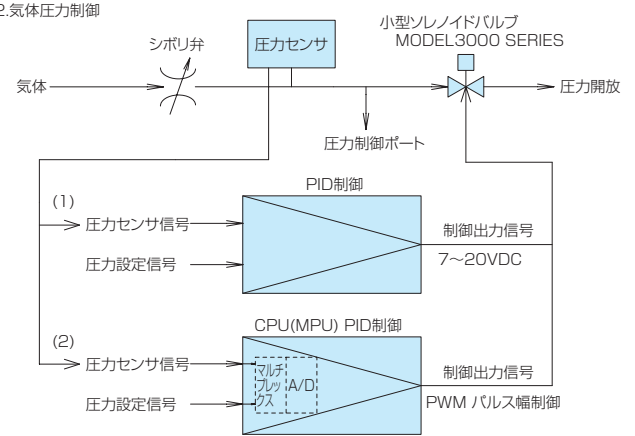 2.気体圧力制御
小型ソレノイドバルブ
MODEL3000 SERIES
シボリ弁
圧力センサ
気体
圧力開放
圧力制御ポート
PID制御
(1)
圧力センサ信号
制御出力信号
圧力設定信号
7～20VDC
CPU(MPU) PID制御
(2)
圧力センサ信号
マルチ
プレッ
クス
A/D
制御出力信号
圧力設定信号
PWM パルス幅制御